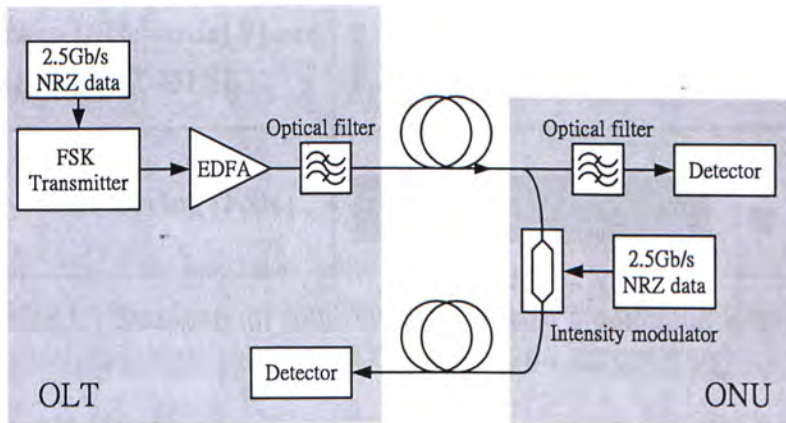 2.5Gb/s
NRZ data
FSK
Transmitter
EDFA
Optical filter
Optical filter
Detector
2.5Gb/s
NRZ data
Intensity modulator
Detector
OLT
ONU